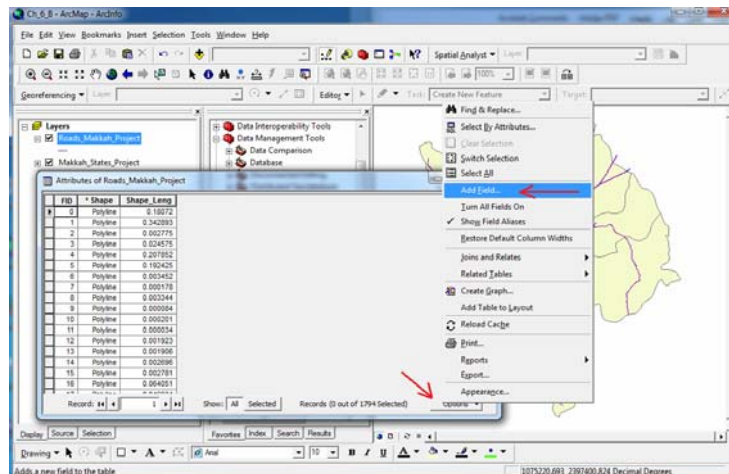 Ch_6_B - ArcMap - ArcInfo
File Edit View Bookmarks Insert Selection Tools Window Help
Spatial Analyst Layer:
100%
Georeferencing Layer: Editor Task: Create New Feature Target:
Layers
Roads_Makkah_Project
Makkah_States_Project
Data Interoperability Tools
Data Management Tools
Data Comparison
Database
Attributes of Roads_Makkah_Project
FID * Shape Shape_Leng
0 Polyline 0.18072
1 Polyline 0.342893
2 Polyline 0.002775
3 Polyline 0.024575
4 Polyline 0.207852
5 Polyline 0.192425
6 Polyline 0.003452
7 Polyline 0.000178
8 Polyline 0.003344
9 Polyline 0.000084
10 Polyline 0.000201
11 Polyline 0.000034
12 Polyline 0.001923
13 Polyline 0.001906
14 Polyline 0.002696
15 Polyline 0.002781
16 Polyline 0.064051
Record: 1 Show: All Selected Records (0 out of 1794 Selected) Options
Find & Replace...
Select By Attributes...
Clear Selection
Switch Selection
Select All
Add Field...
Turn All Fields On
Show Field Aliases
Restore Default Column Widths
Joins and Relates
Related Tables
Create Graph...
Add Table to Layout
Reload Cache
Print...
Reports
Export...
Appearance...
Display Source Selection
Favorites Index Search Results
Drawing A Arial 10 B I U A
Adds a new field to the table
1075220.693 2397400.824 Decimal Degrees